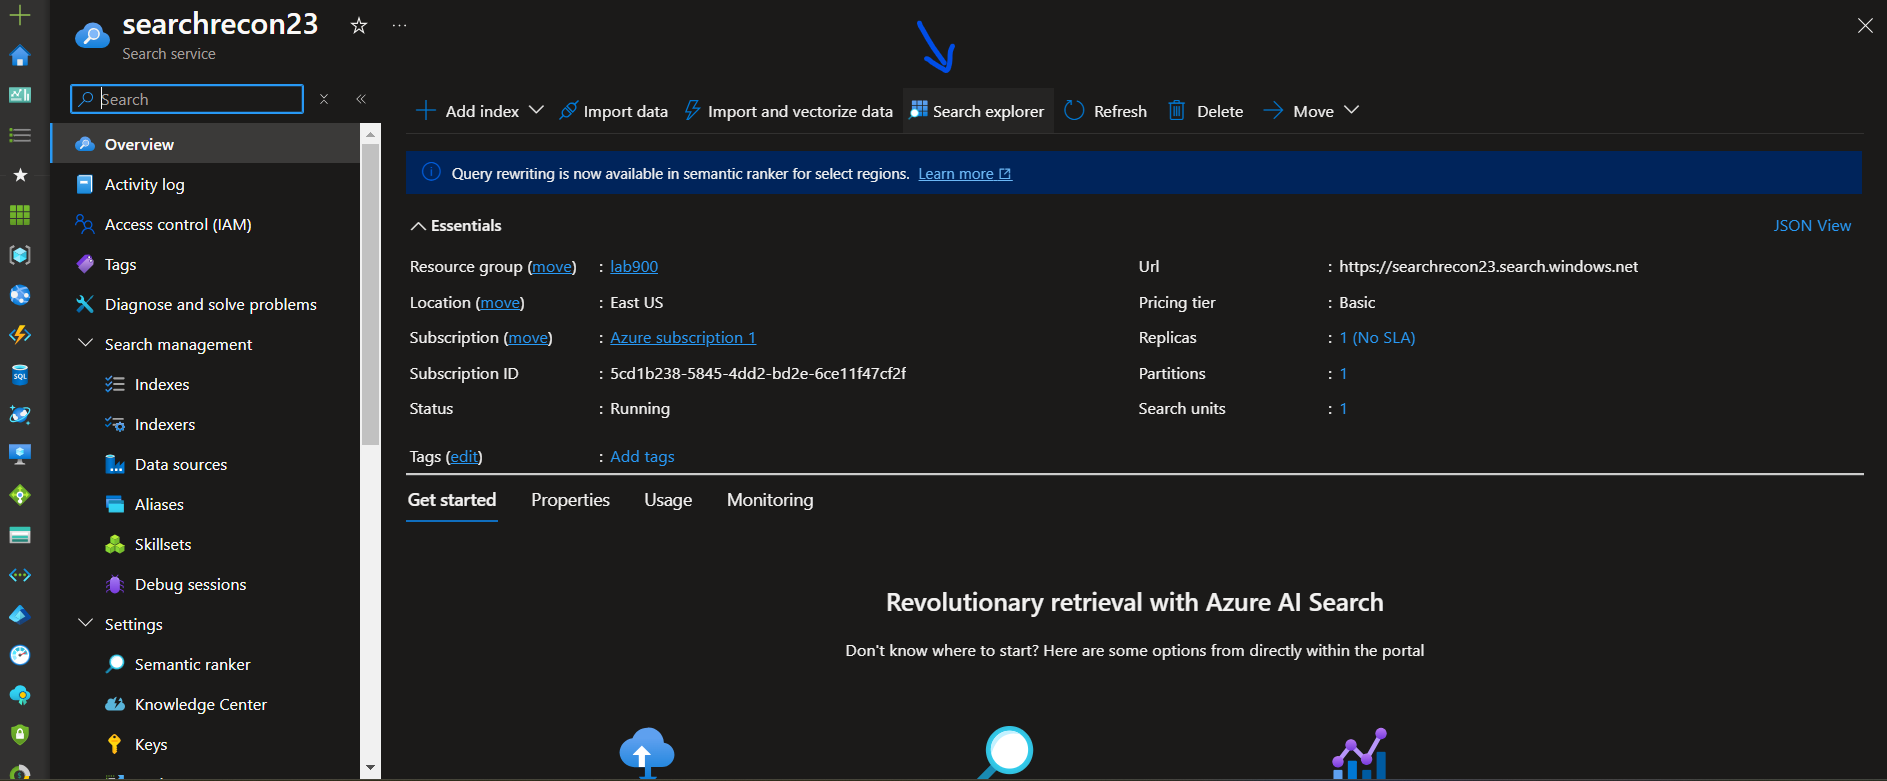 searchrecon23
Search service
Search
Add index
Import data
Import and vectorize data
Search explorer
Refresh
Delete
Move
Overview
Activity log
Access control (IAM)
Tags
Diagnose and solve problems
Search management
Indexes
Indexers
Data sources
Aliases
Skillsets
Debug sessions
Settings
Semantic ranker
Knowledge Center
Keys
Query rewriting is now available in semantic ranker for select regions. Learn more
Essentials
JSON View
Resource group (move) : lab900
Location (move) : East US
Subscription (move) : Azure subscription 1
Subscription ID : 5cd1b238-5845-4dd2-bd2e-6ce11f47cf2f
Status : Running
Url : https://searchrecon23.search.windows.net
Pricing tier : Basic
Replicas : 1 (No SLA)
Partitions : 1
Search units : 1
Tags (edit) : Add tags
Get started Properties Usage Monitoring
Revolutionary retrieval with Azure AI Search
Don't know where to start? Here are some options from directly within the portal